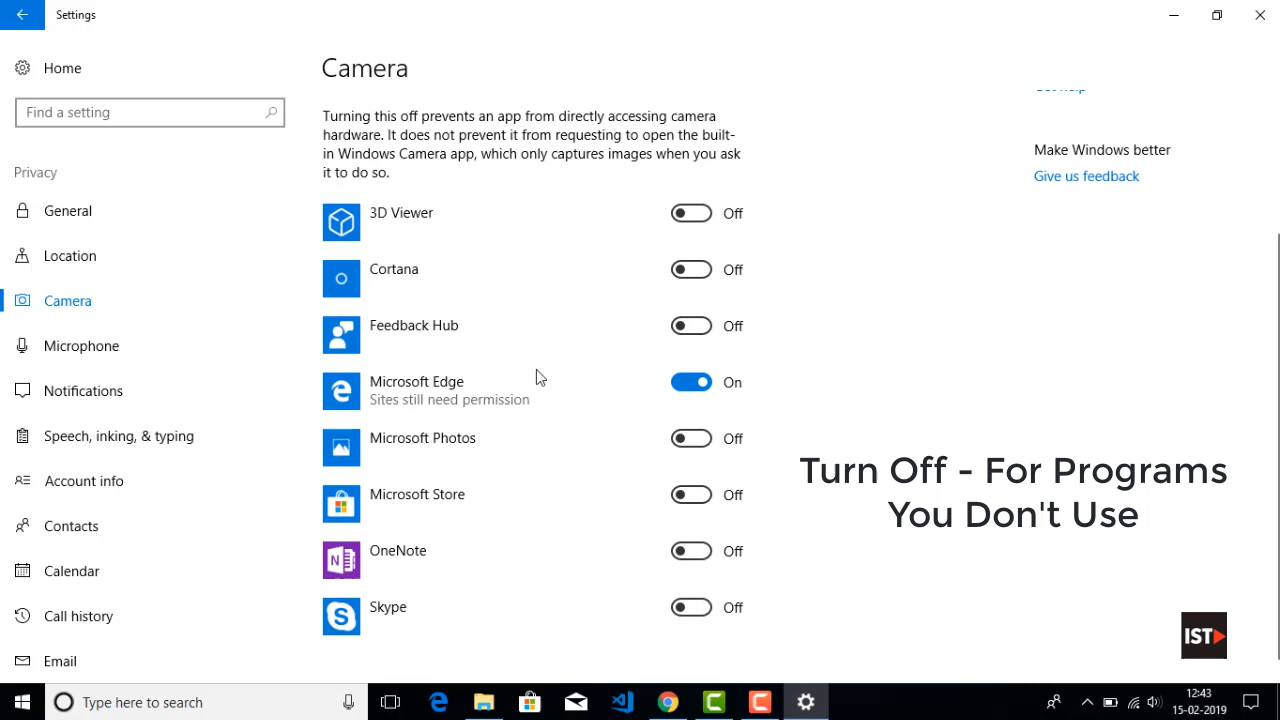 Settings
Home
Find a setting
Privacy
General
Location
Camera
Microphone
Notifications
Speech, inking, & typing
Account info
Contacts
Calendar
Call history
Email
Camera
Turning this off prevents an app from directly accessing camera
hardware. It does not prevent it from requesting to open the built-
in Windows Camera app, which only captures images when you ask
it to do so.
3D Viewer Off
Cortana Off
Feedback Hub Off
Microsoft Edge On
Sites still need permission
Microsoft Photos Off
Microsoft Store Off
OneNote Off
Skype Off
Make Windows better
Give us feedback
Turn Off - For Programs
You Don't Use
IST
Type here to search
12:43
15-02-2019